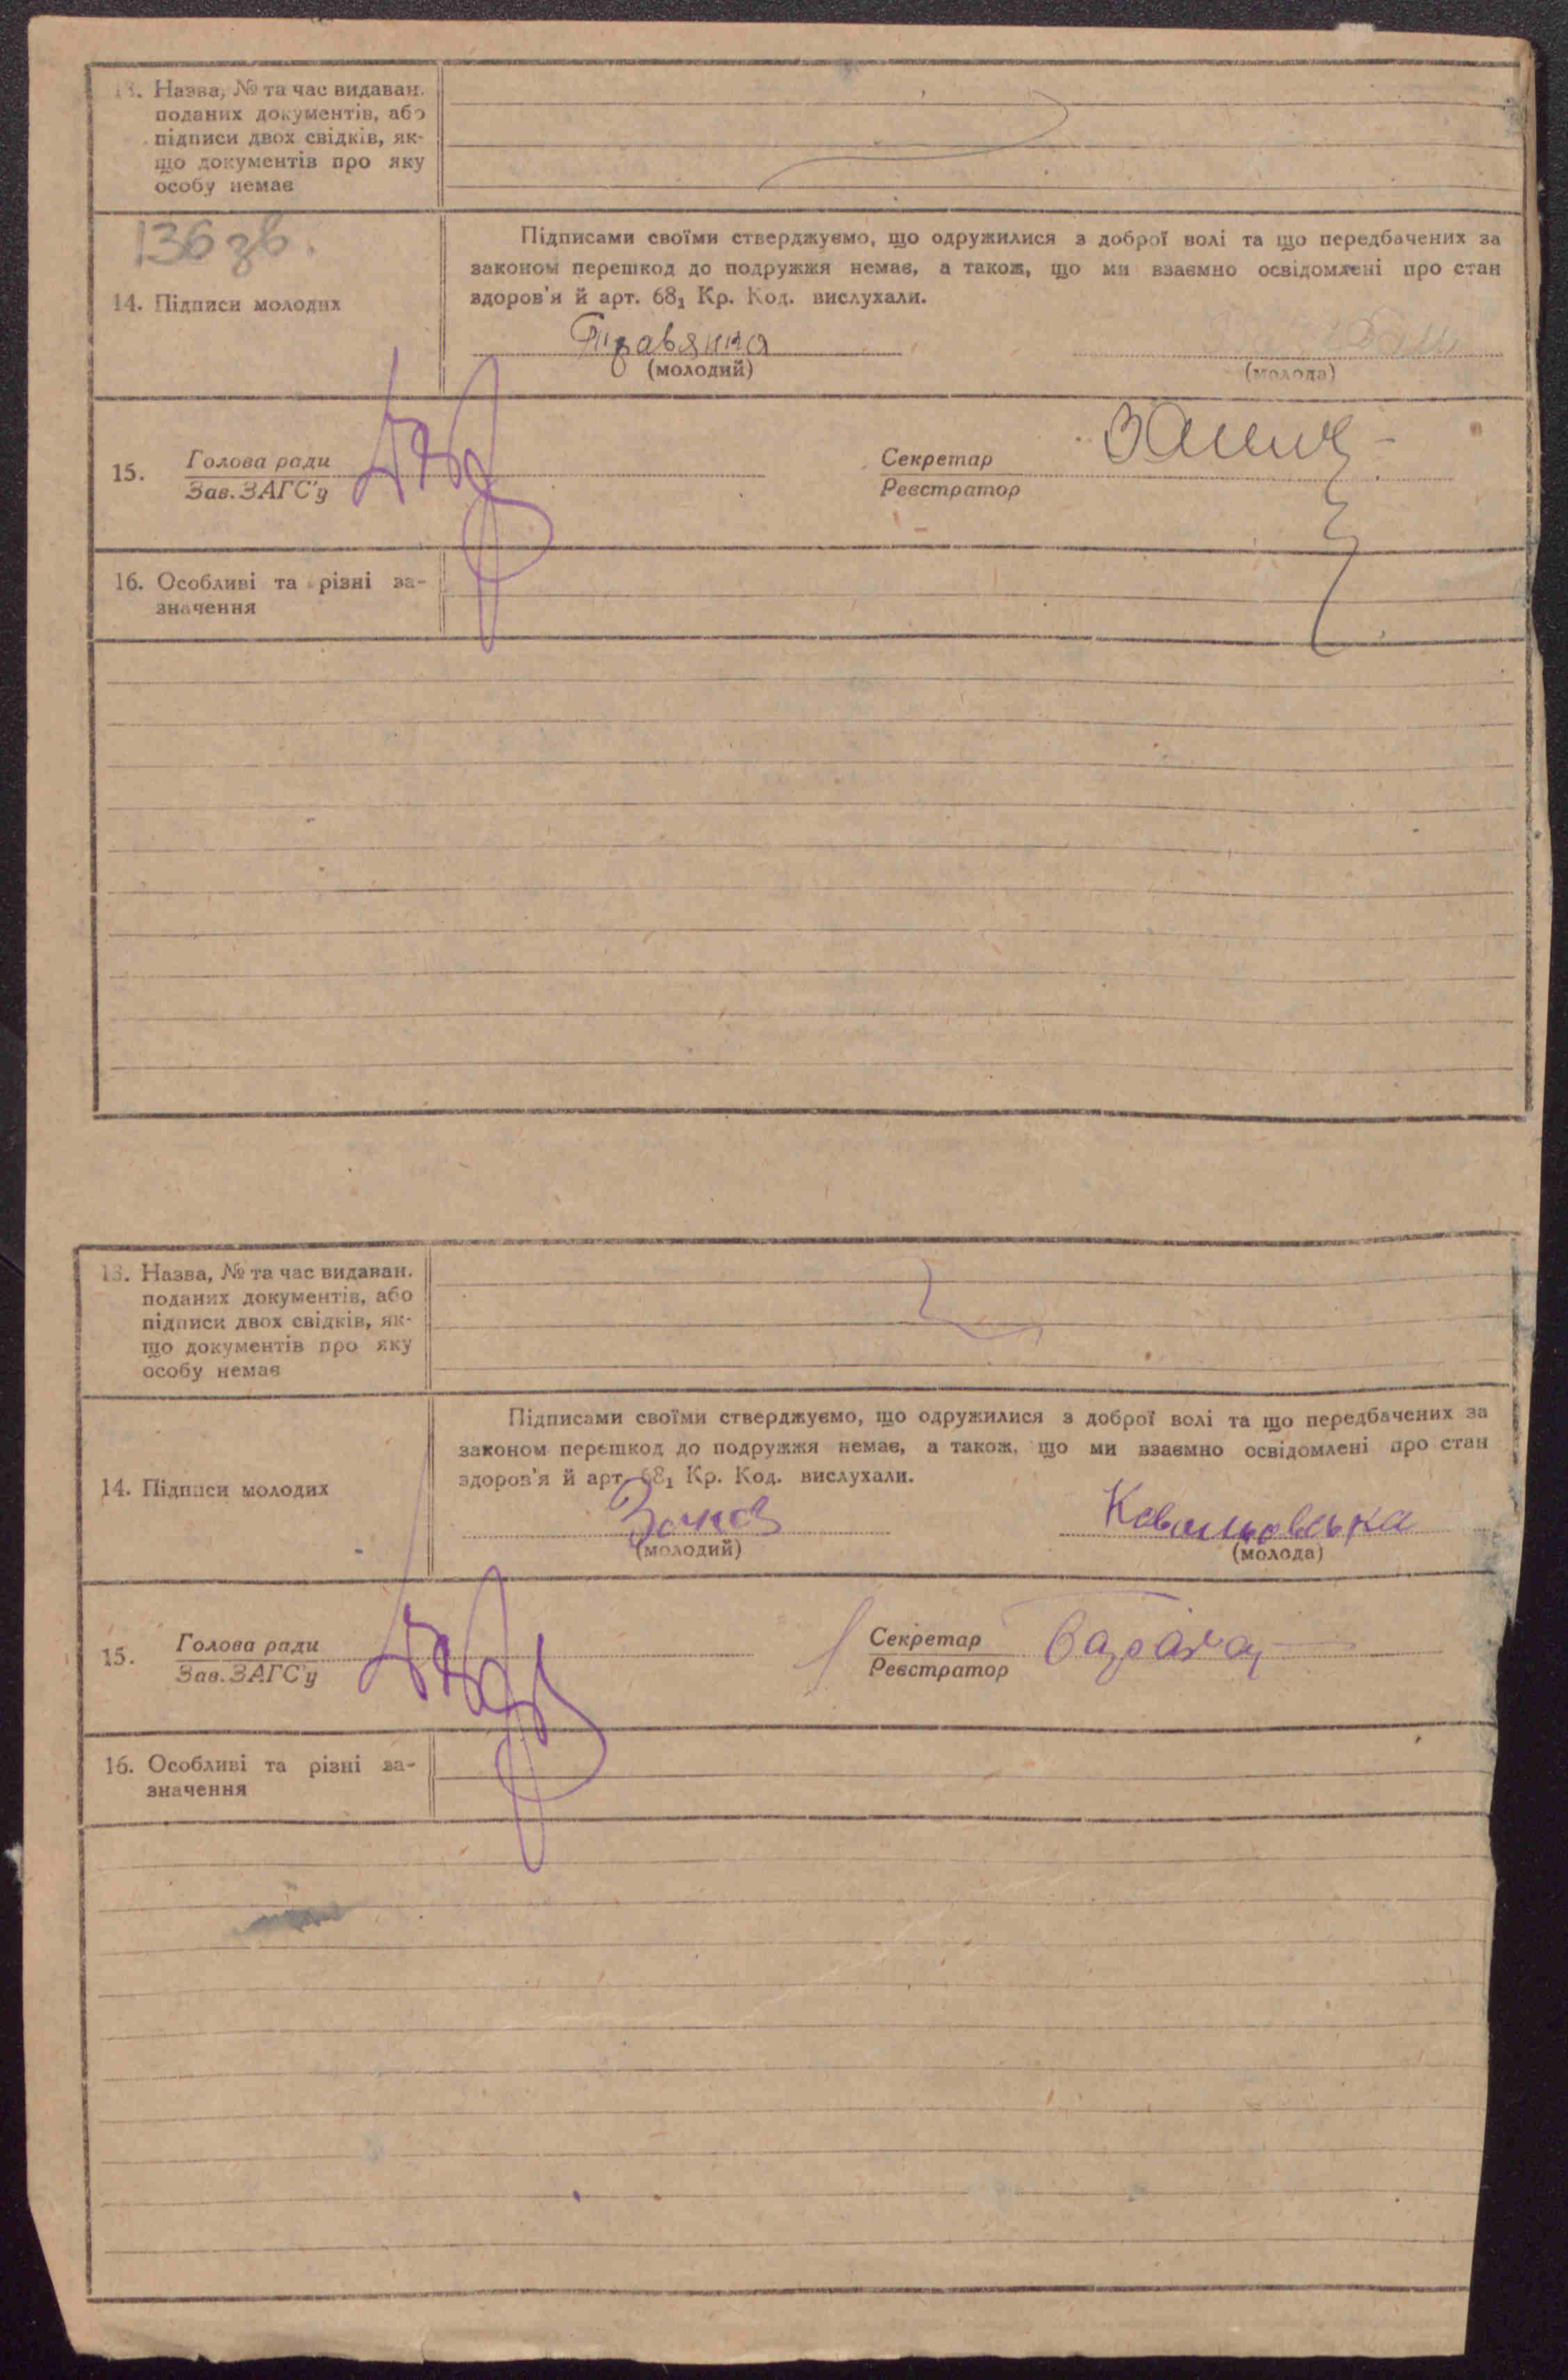 13. Назва, № та час видаван.
поданих документів, або
підписи двох свідків, як-
що документів про яку
особу немає
136 зв.
14. Підписи молодих
Підписами своїми стверджуємо, що одружилися з доброї волі та що передбачених за
законом перешкод до подружжя немає, а також, що ми взаємно освідомлені про стан
здоров'я й арт. 68₁ Кр. Код. вислухали.
Травянка
(молодий)
(молода)
15.
Голова ради
Зав. ЗАГС'у
Секретар
Реєстратор
16. Особливі та різні за-
значення
13. Назва, № та час видаван.
поданих документів, або
підписи двох свідків, як-
що документів про яку
особу немає
14. Підписи молодих
Підписами своїми стверджуємо, що одружилися з доброї волі та що передбачених за
законом перешкод до подружжя немає, а також, що ми взаємно освідомлені про стан
здоров'я й арт. 68₁ Кр. Код. вислухали.
(молодий)
(молода)
15.
Голова ради
Зав. ЗАГС'у
Секретар
Реєстратор
16. Особливі та різні за-
значення